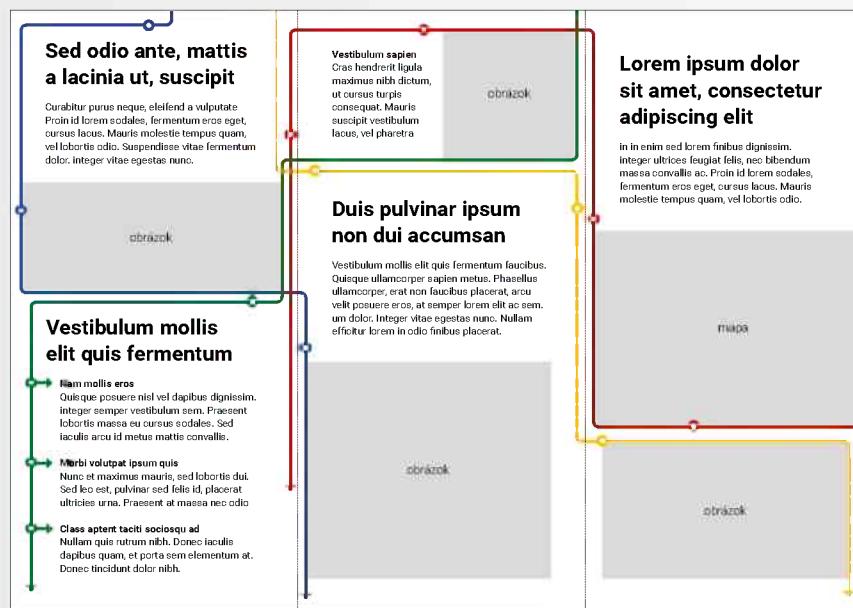 Sed odio ante, mattis
a lacinia ut, suscipit
Curabitur purus neque, eleifend a vulputate
Proin id lorem sodales, fermentum eros eget,
cursus lacus. Mauris molestie tempus quam,
vel lobortis odio. Suspendisse vitae fermentum
dolor. integer vitae egestas nunc.
obrázok
Vestibulum mollis
elit quis fermentum
Nam mollis eros
Quisque posuere nisl vel dapibus dignissim.
integer semper vestibulum sem. Praesent
lobortis massa eu cursus sodales. Sed
iaculis arcu id metus mattis convallis.
Morbi volutpat ipsum quis
Nunc et maximus mauris, sed lobortis dui.
Sed leo est, pulvinar sed felis id, placerat
ultricies urna. Praesent at massa nec odio
Class aptent taciti sociosqu ad
Nullam quis rutrum nibh. Donec iaculis
dapibus quam, et porta sem elementum at.
Donec tincidunt dolor nibh.
Vestibulum sapien
Cras hendrerit ligula
maximus nibh dictum,
ut cursus turpis
consequat. Mauris
suscipit vestibulum
lacus, vel pharetra
obrázok
Duis pulvinar ipsum
non dui accumsan
Vestibulum mollis elit quis fermentum faucibus.
Quisque ullamcorper sapien metus. Phasellus
ullamcorper, erat non faucibus placerat, arcu
velit posuere eros, at semper lorem elit ac sem.
um dolor. Integer vitae egestas nunc. Nullam
efficitur lorem in odio finibus placerat.
obrázok
Lorem ipsum dolor
sit amet, consectetur
adipiscing elit
in in enim sed lorem finibus dignissim.
integer ultrices feugiat felis, nec bibendum
massa convallis ac. Proin id lorem sodales,
fermentum eros eget, cursus lacus. Mauris
molestie tempus quam, vel lobortis odio.
mapa
obrázok